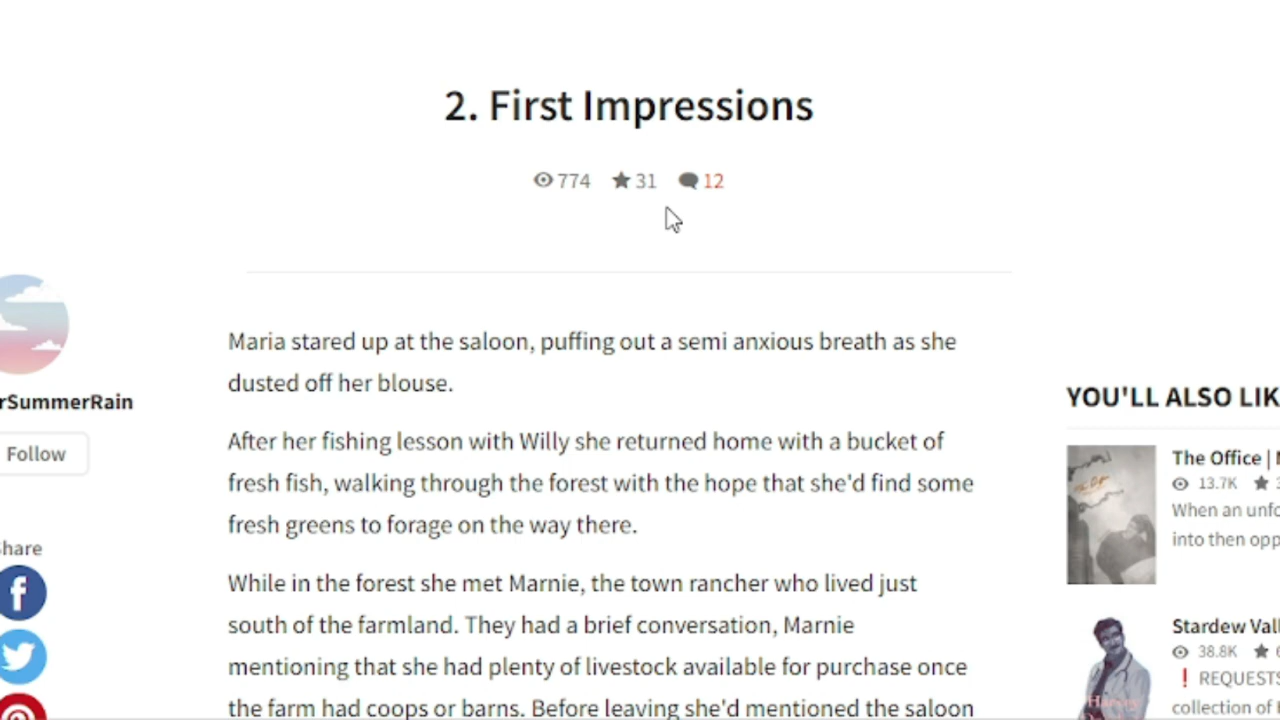 2. First Impressions
774 31 12
Maria stared up at the saloon, puffing out a semi anxious breath as she
dusted off her blouse.
After her fishing lesson with Willy she returned home with a bucket of
fresh fish, walking through the forest with the hope that she'd find some
fresh greens to forage on the way there.
While in the forest she met Marnie, the town rancher who lived just
south of the farmland. They had a brief conversation, Marnie
mentioning that she had plenty of livestock available for purchase once
the farm had coops or barns. Before leaving she'd mentioned the saloon
rSummerRain
Follow
Share
YOU'LL ALSO LIK
The Office |
13.7K
When an unfo
into then opp
Stardew Vall
38.8K
❗ REQUESTS
collection of